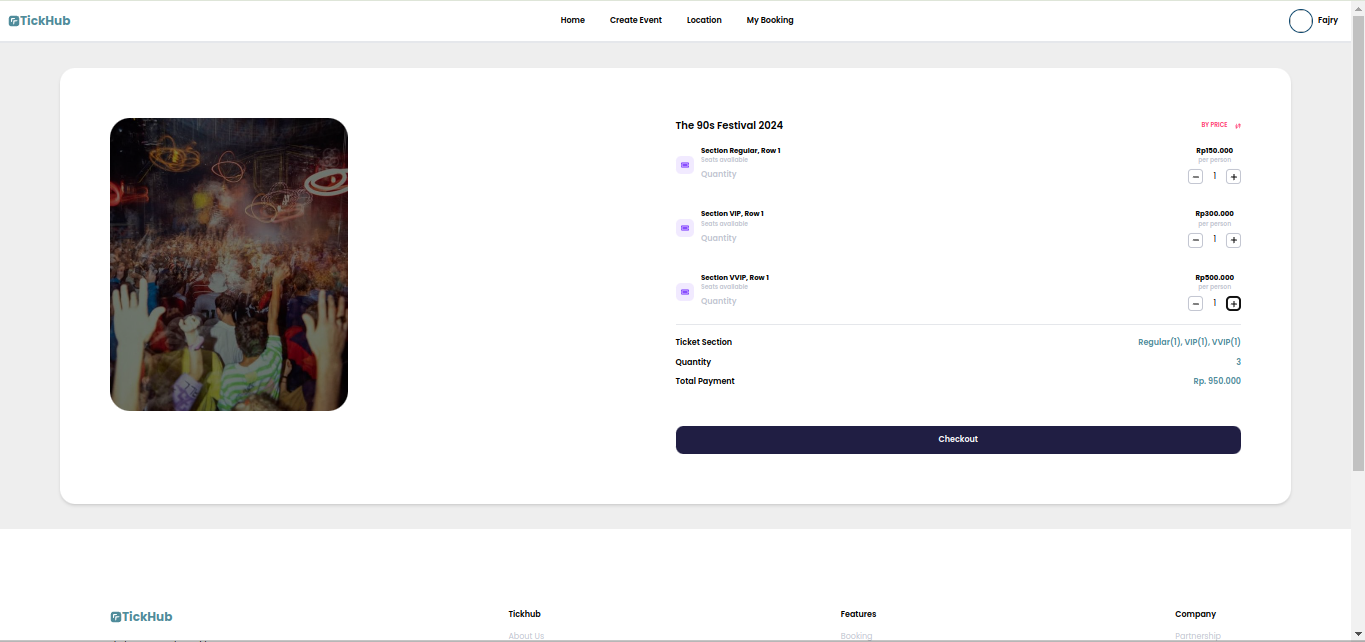 TickHub
Home Create Event Location My Booking
Fajry
The 90s Festival 2024
BY PRICE
Section Regular, Row 1
Rp150.000
Seats available
per person
Quantity
1
Section VIP, Row 1
Rp300.000
Seats available
per person
Quantity
1
Section VVIP, Row 1
Rp500.000
Seats available
per person
Quantity
1
Ticket Section
Regular(1), VIP(1), VVIP(1)
Quantity
3
Total Payment
Rp. 950.000
Checkout
TickHub
Tickhub
Features
Company
About Us
Booking
Partnership